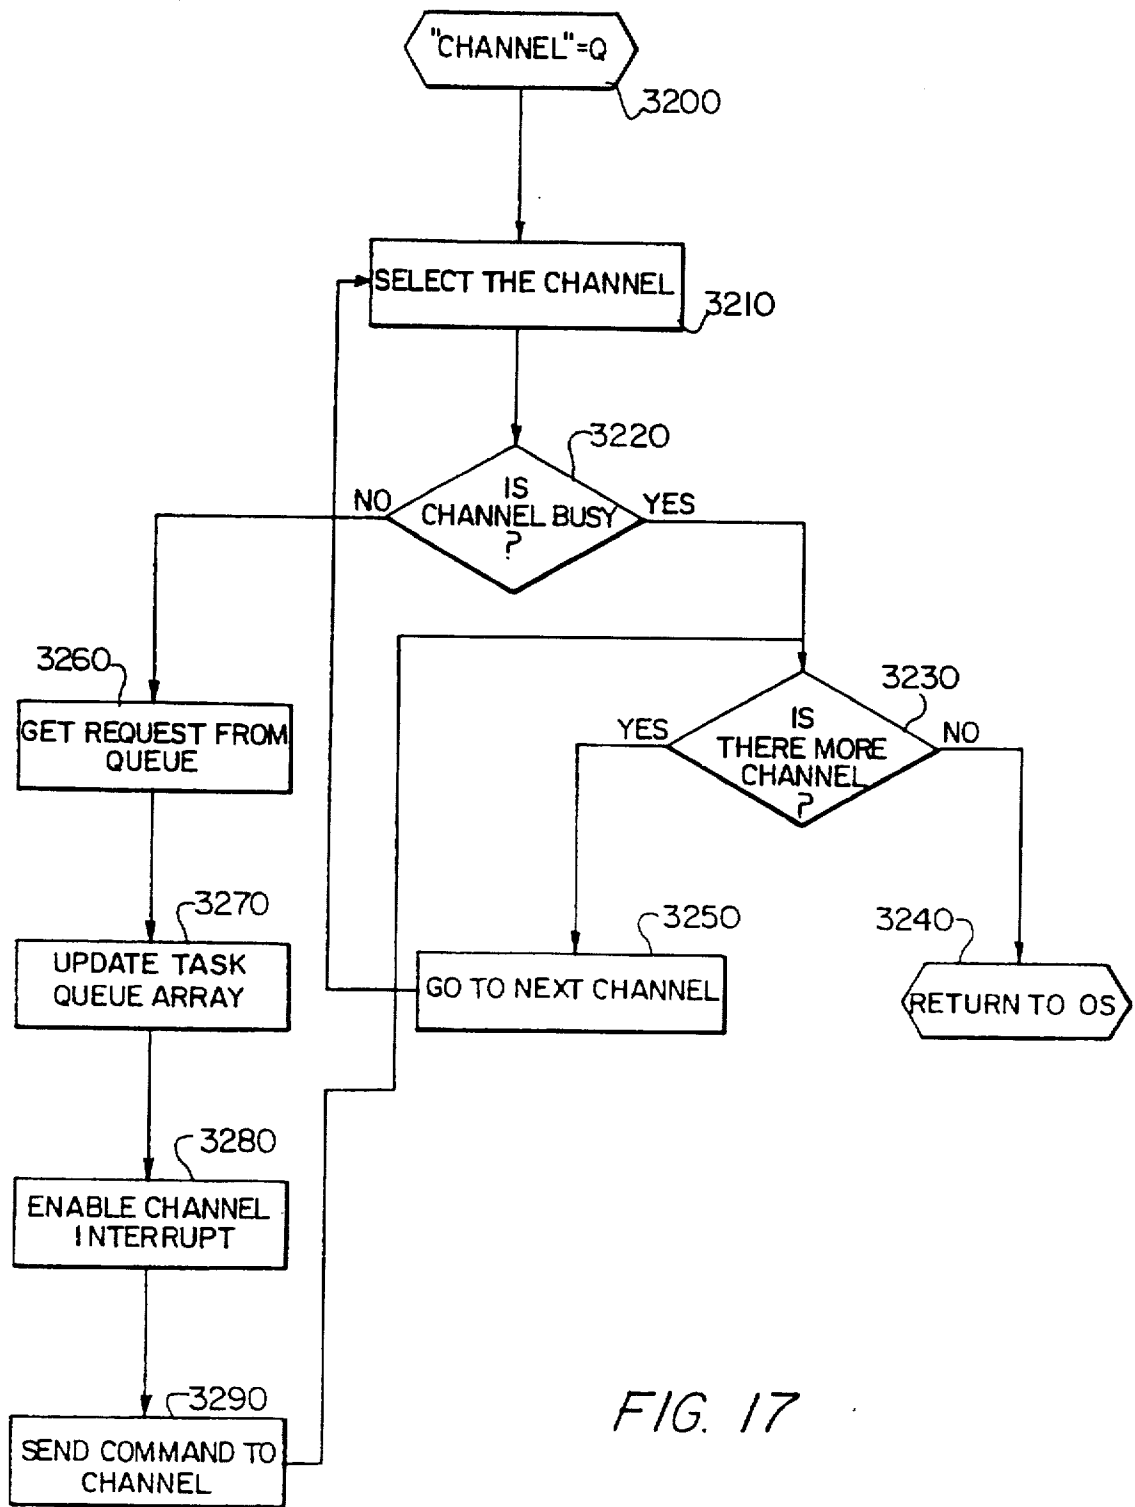 "CHANNEL"=Q
3200
SELECT THE CHANNEL
3210
3220
IS
CHANNEL BUSY
?
NO
YES
3260
GET REQUEST FROM
QUEUE
3230
IS
THERE MORE
CHANNEL
?
YES
NO
3270
UPDATE TASK
QUEUE ARRAY
3250
GO TO NEXT CHANNEL
3240
RETURN TO OS
3280
ENABLE CHANNEL
INTERRUPT
3290
SEND COMMAND TO
CHANNEL
FIG. 17